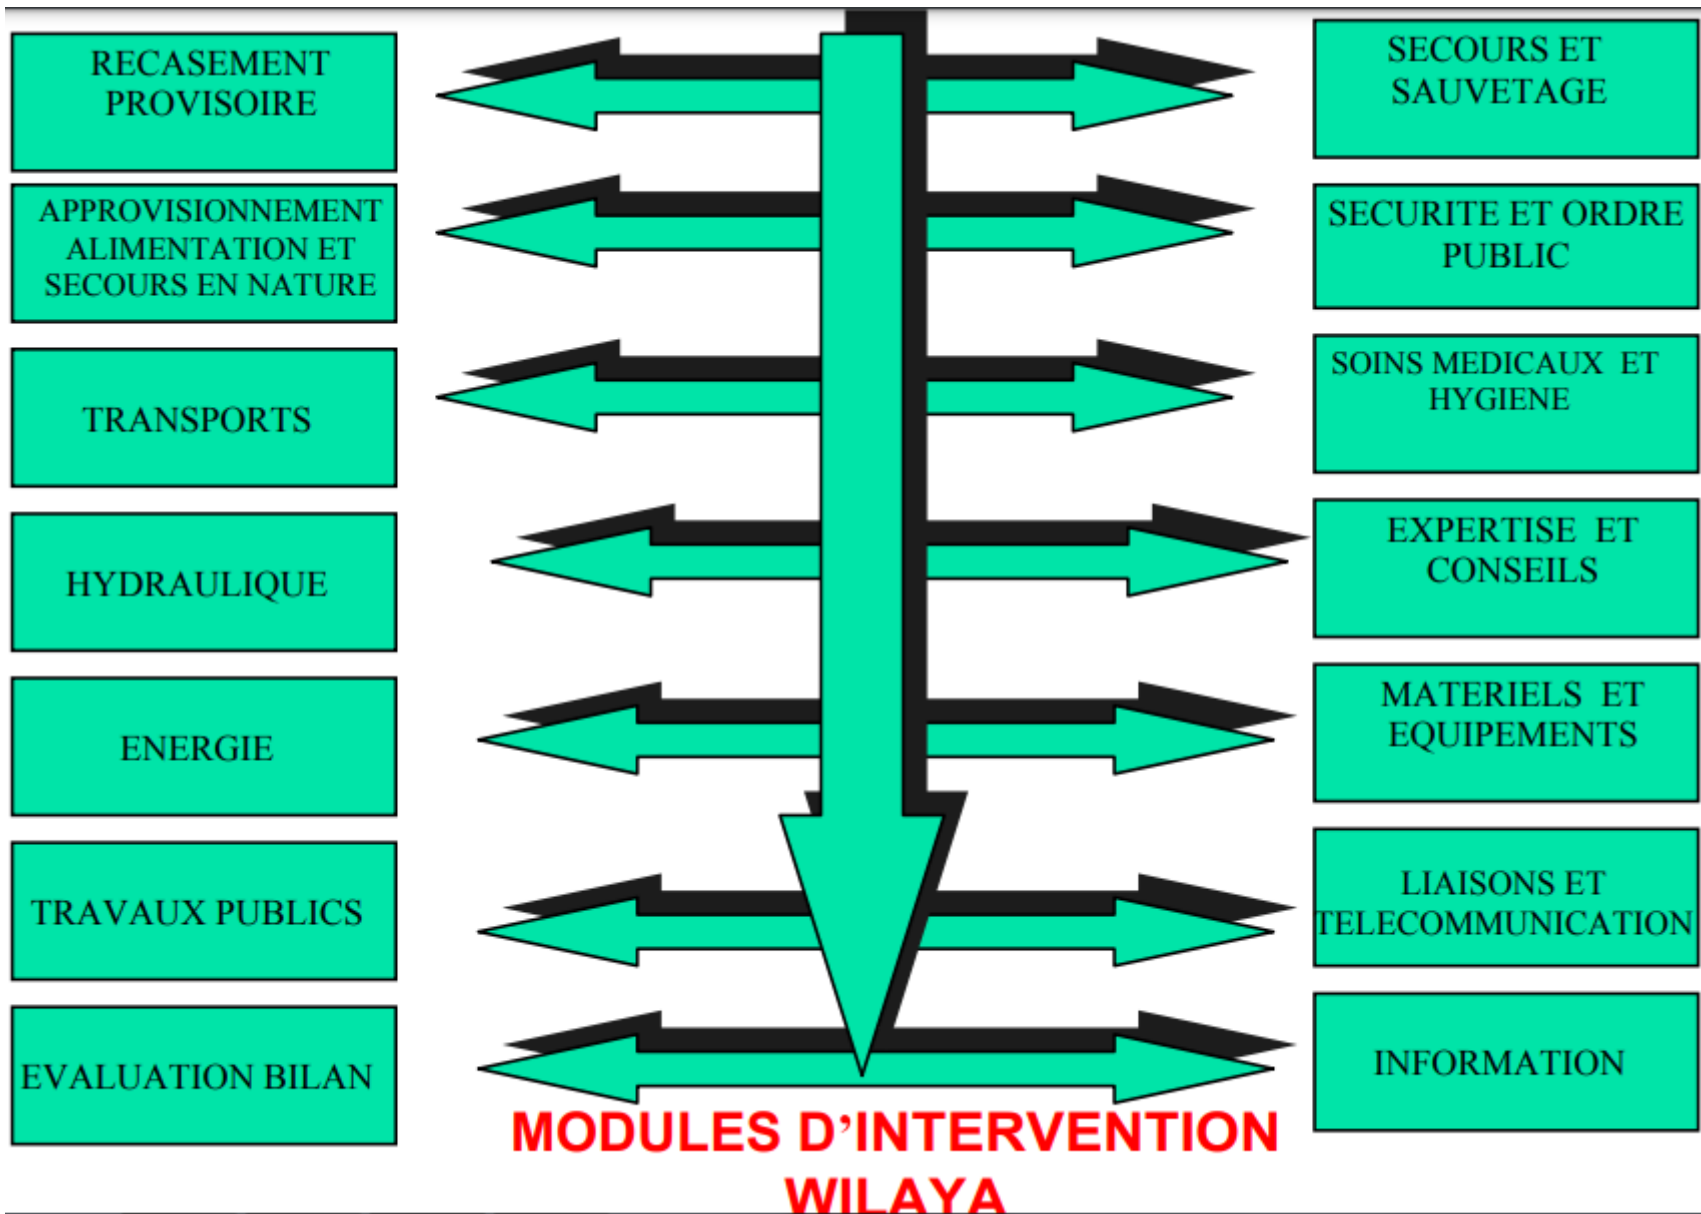 RECASEMENT
PROVISOIRE
SECOURS ET
SAUVETAGE
APPROVISIONNEMENT
ALIMENTATION ET
SECOURS EN NATURE
SECURITE ET ORDRE
PUBLIC
TRANSPORTS
SOINS MEDICAUX ET
HYGIENE
HYDRAULIQUE
EXPERTISE ET
CONSEILS
ENERGIE
MATERIELS ET
EQUIPEMENTS
TRAVAUX PUBLICS
LIAISONS ET
TELECOMMUNICATION
EVALUATION BILAN
INFORMATION
MODULES D’INTERVENTION
WILAYA